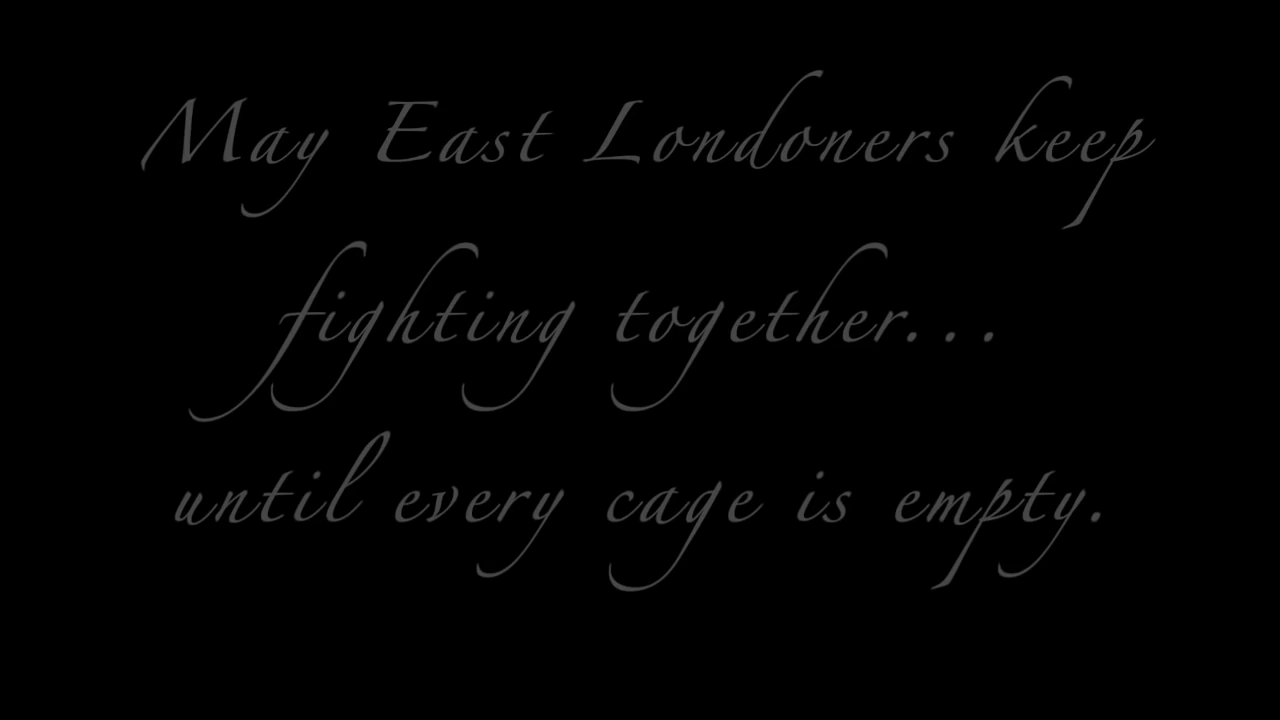 May East Londoners keep
fighting together...
until every cage is empty.